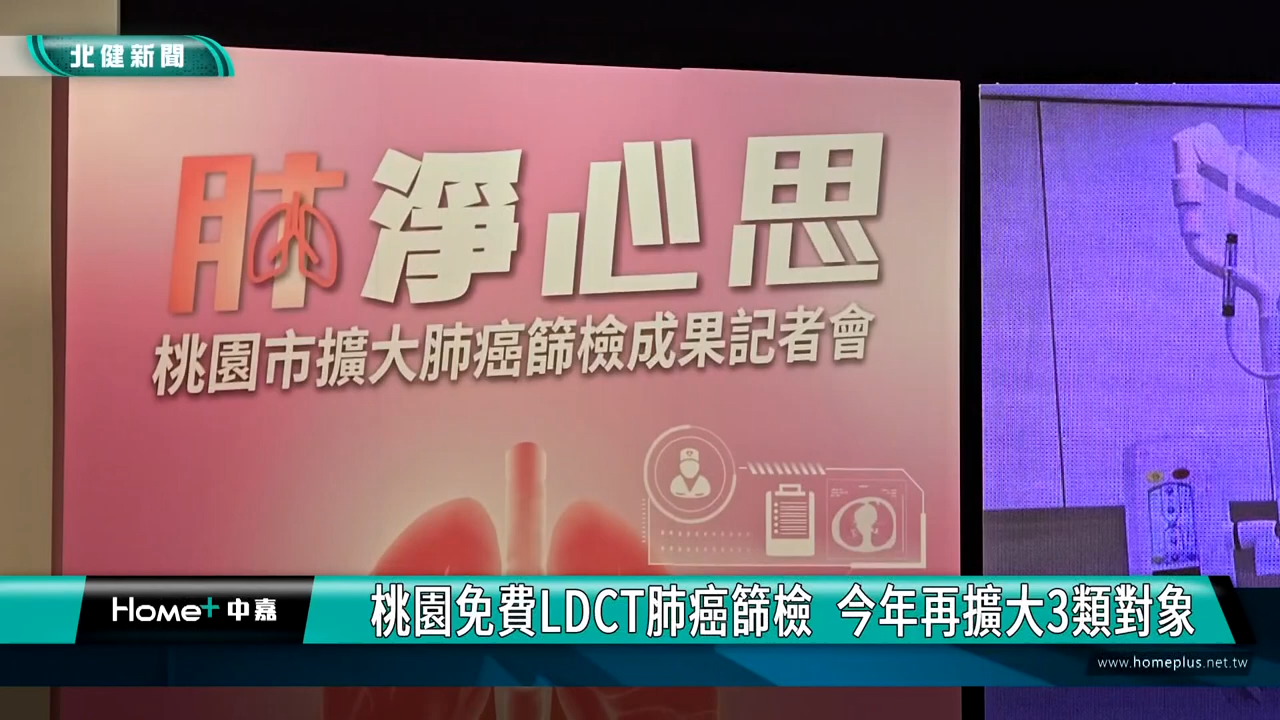 北健新聞
肺淨心思
桃園市擴大肺癌篩檢成果記者會
Home+ 中嘉
桃園免費LDCT肺癌篩檢 今年再擴大3類對象
www.homeplus.net.tw